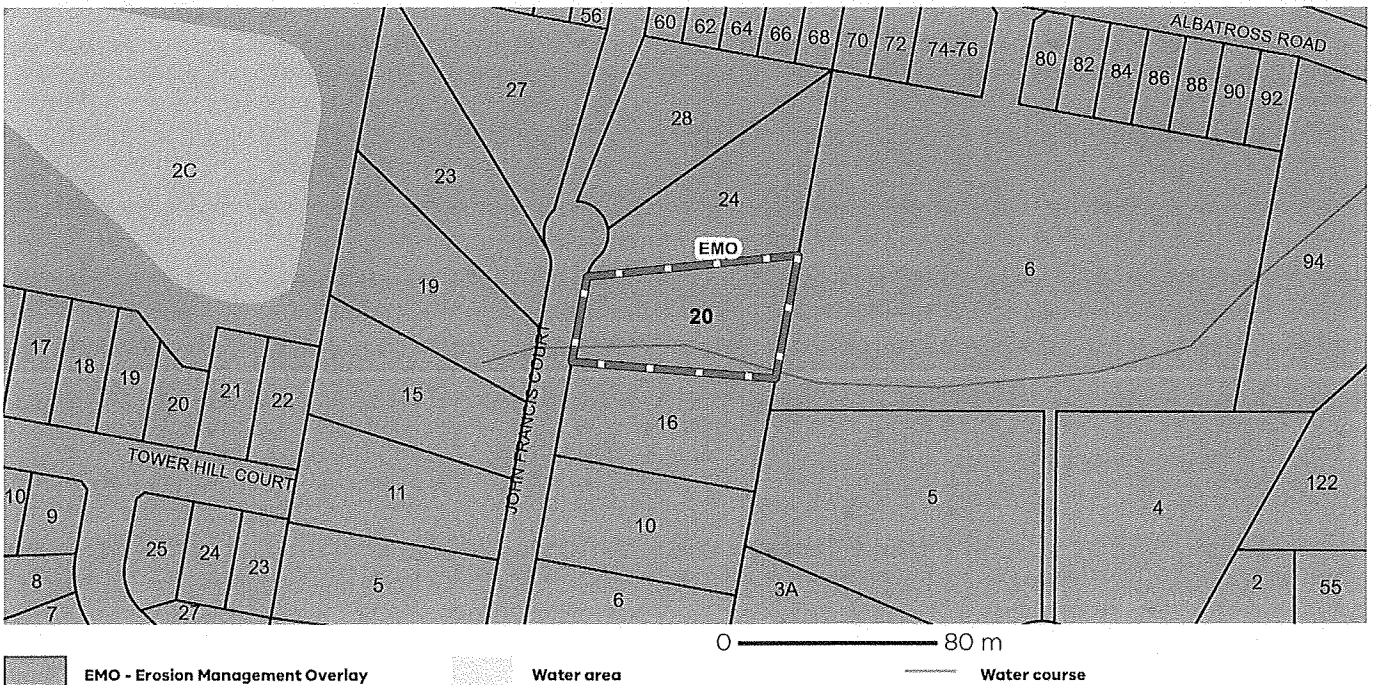 56
60 62 64 66 68 70 72 74-76
ALBATROSS ROAD
80 82 84 86 88 90 92
27
28
2C
23
24
EMO
6
94
19
20
17 18 19 20 21 22
15
JOHN FRANCIS COURT
16
TOWER HILL COURT
11
5
4
122
10 9
10
25 24 23
8
5
6
3A
2 55
7
27
0 80 m
EMO - Erosion Management Overlay
Water area
Water course